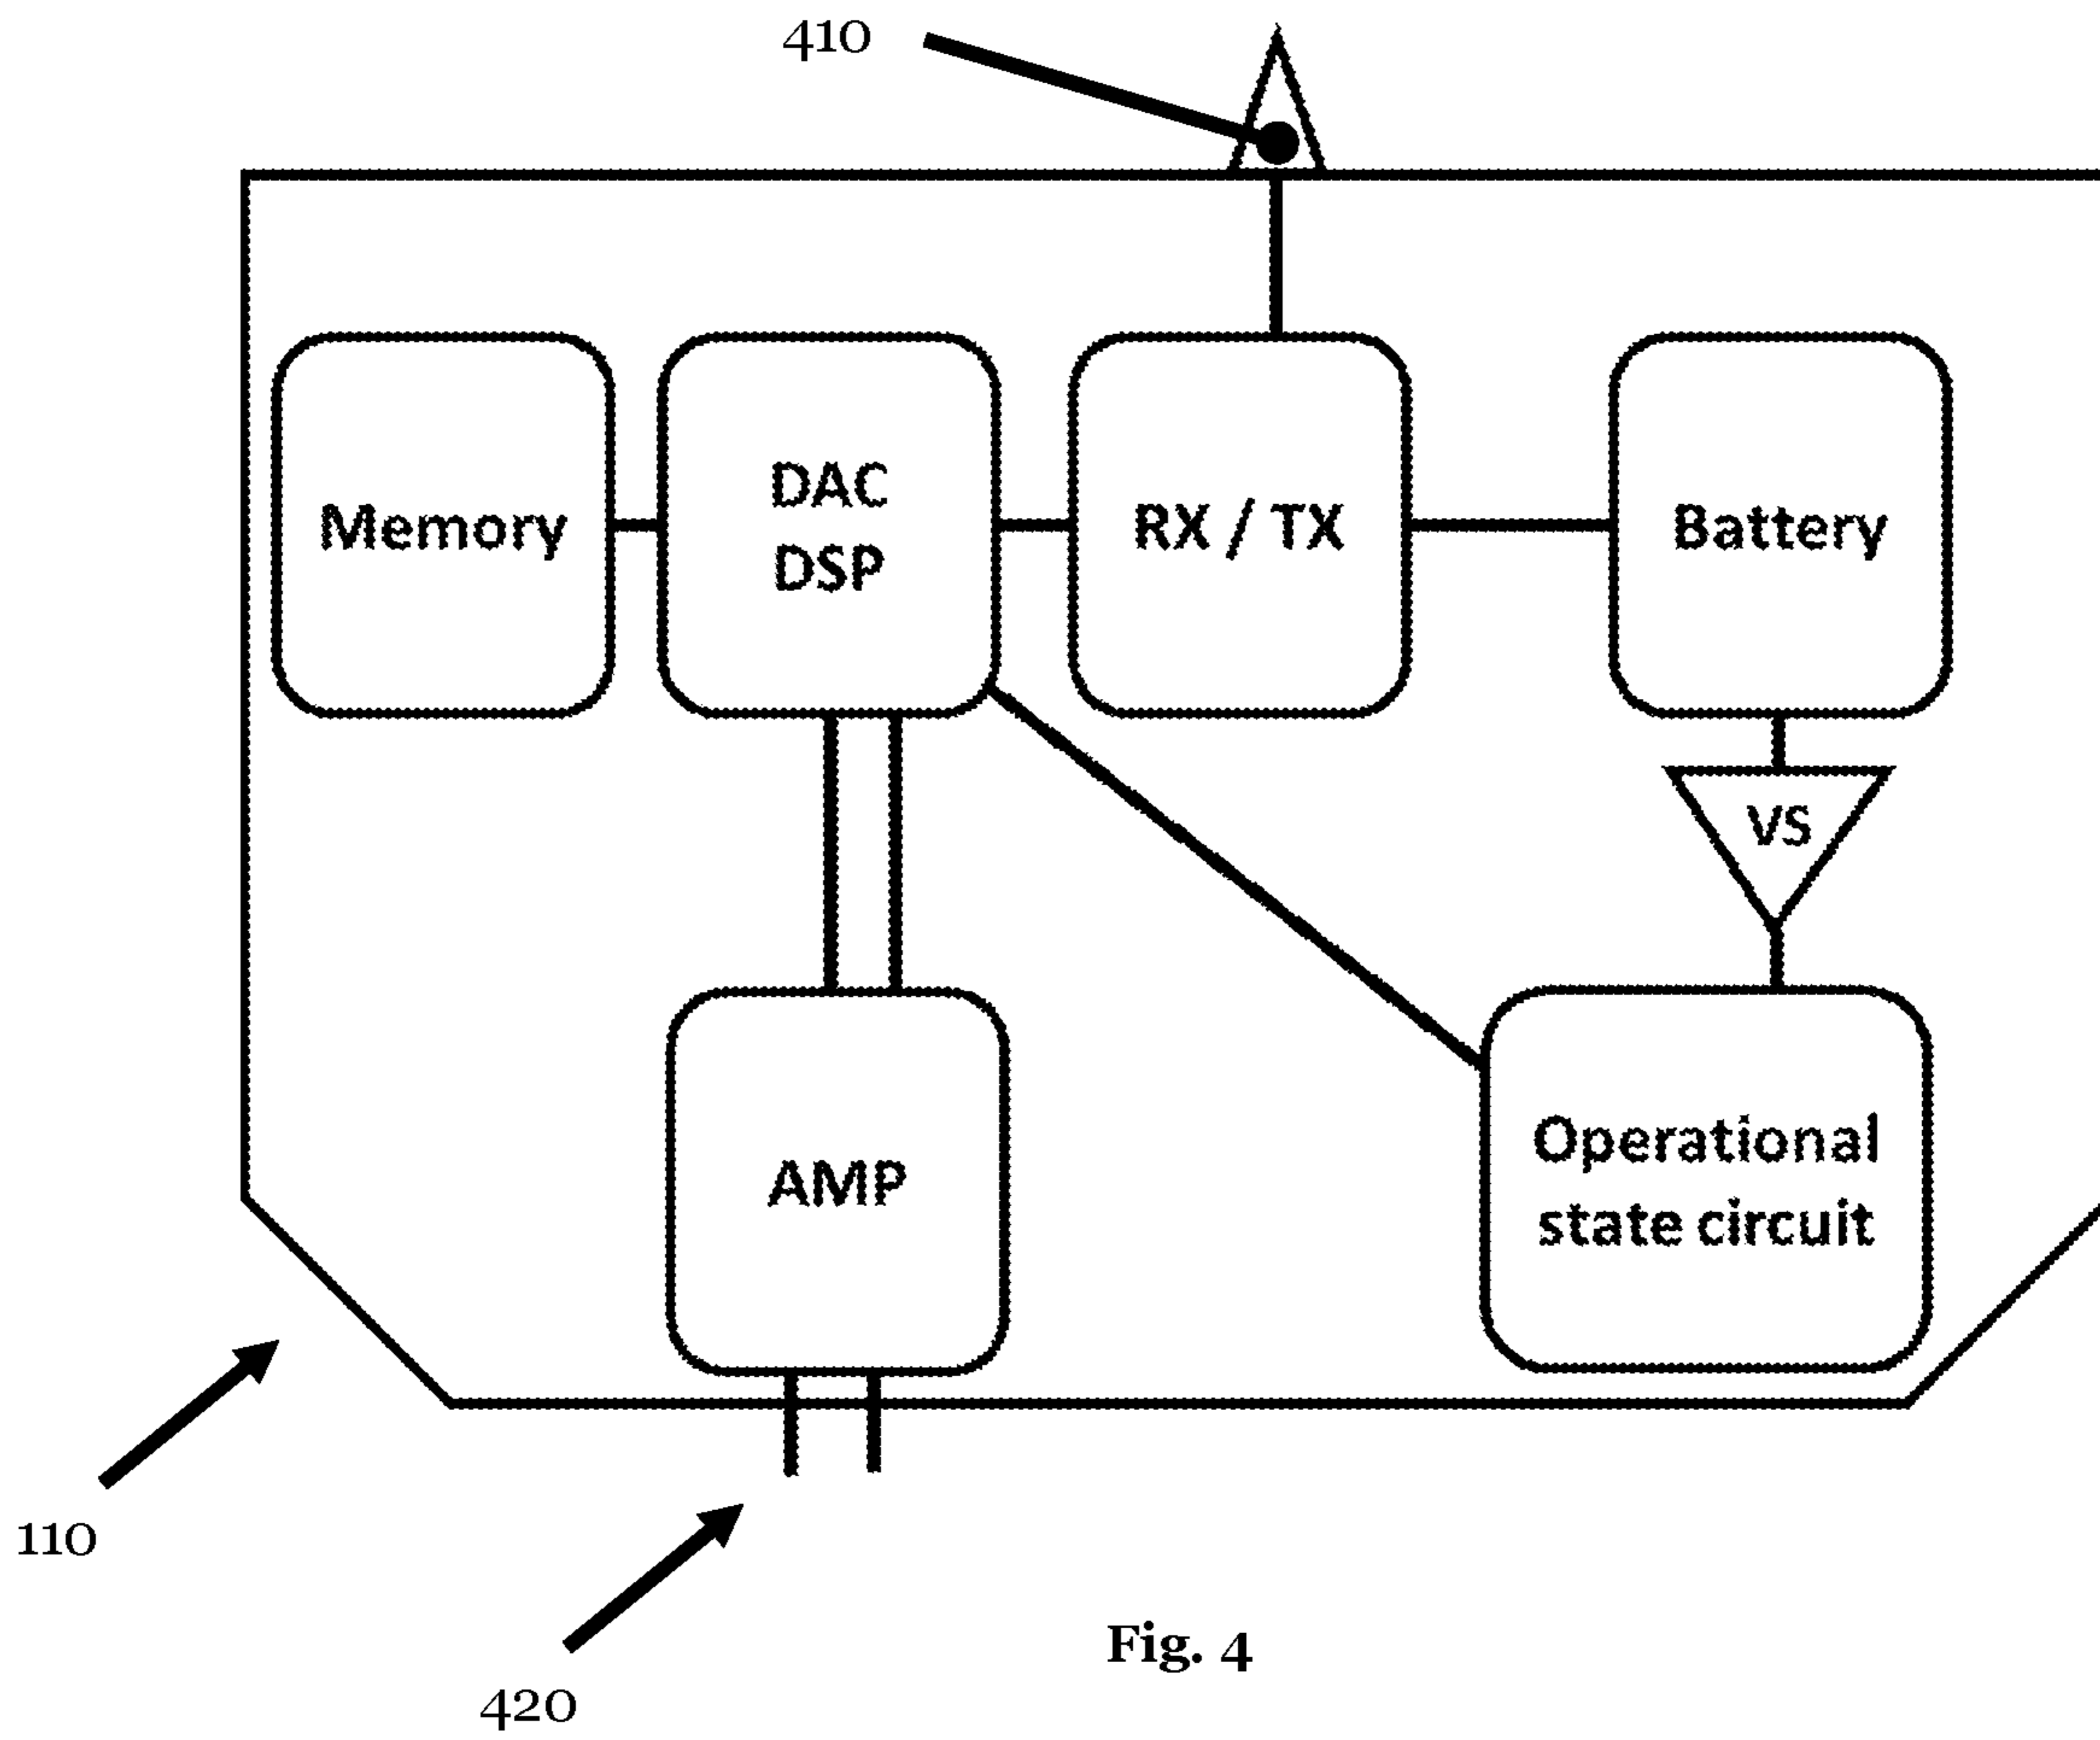 410
Memory
DAC
DSP
RX / TX
Battery
VS
AMP
Operational
state circuit
110
420
Fig. 4